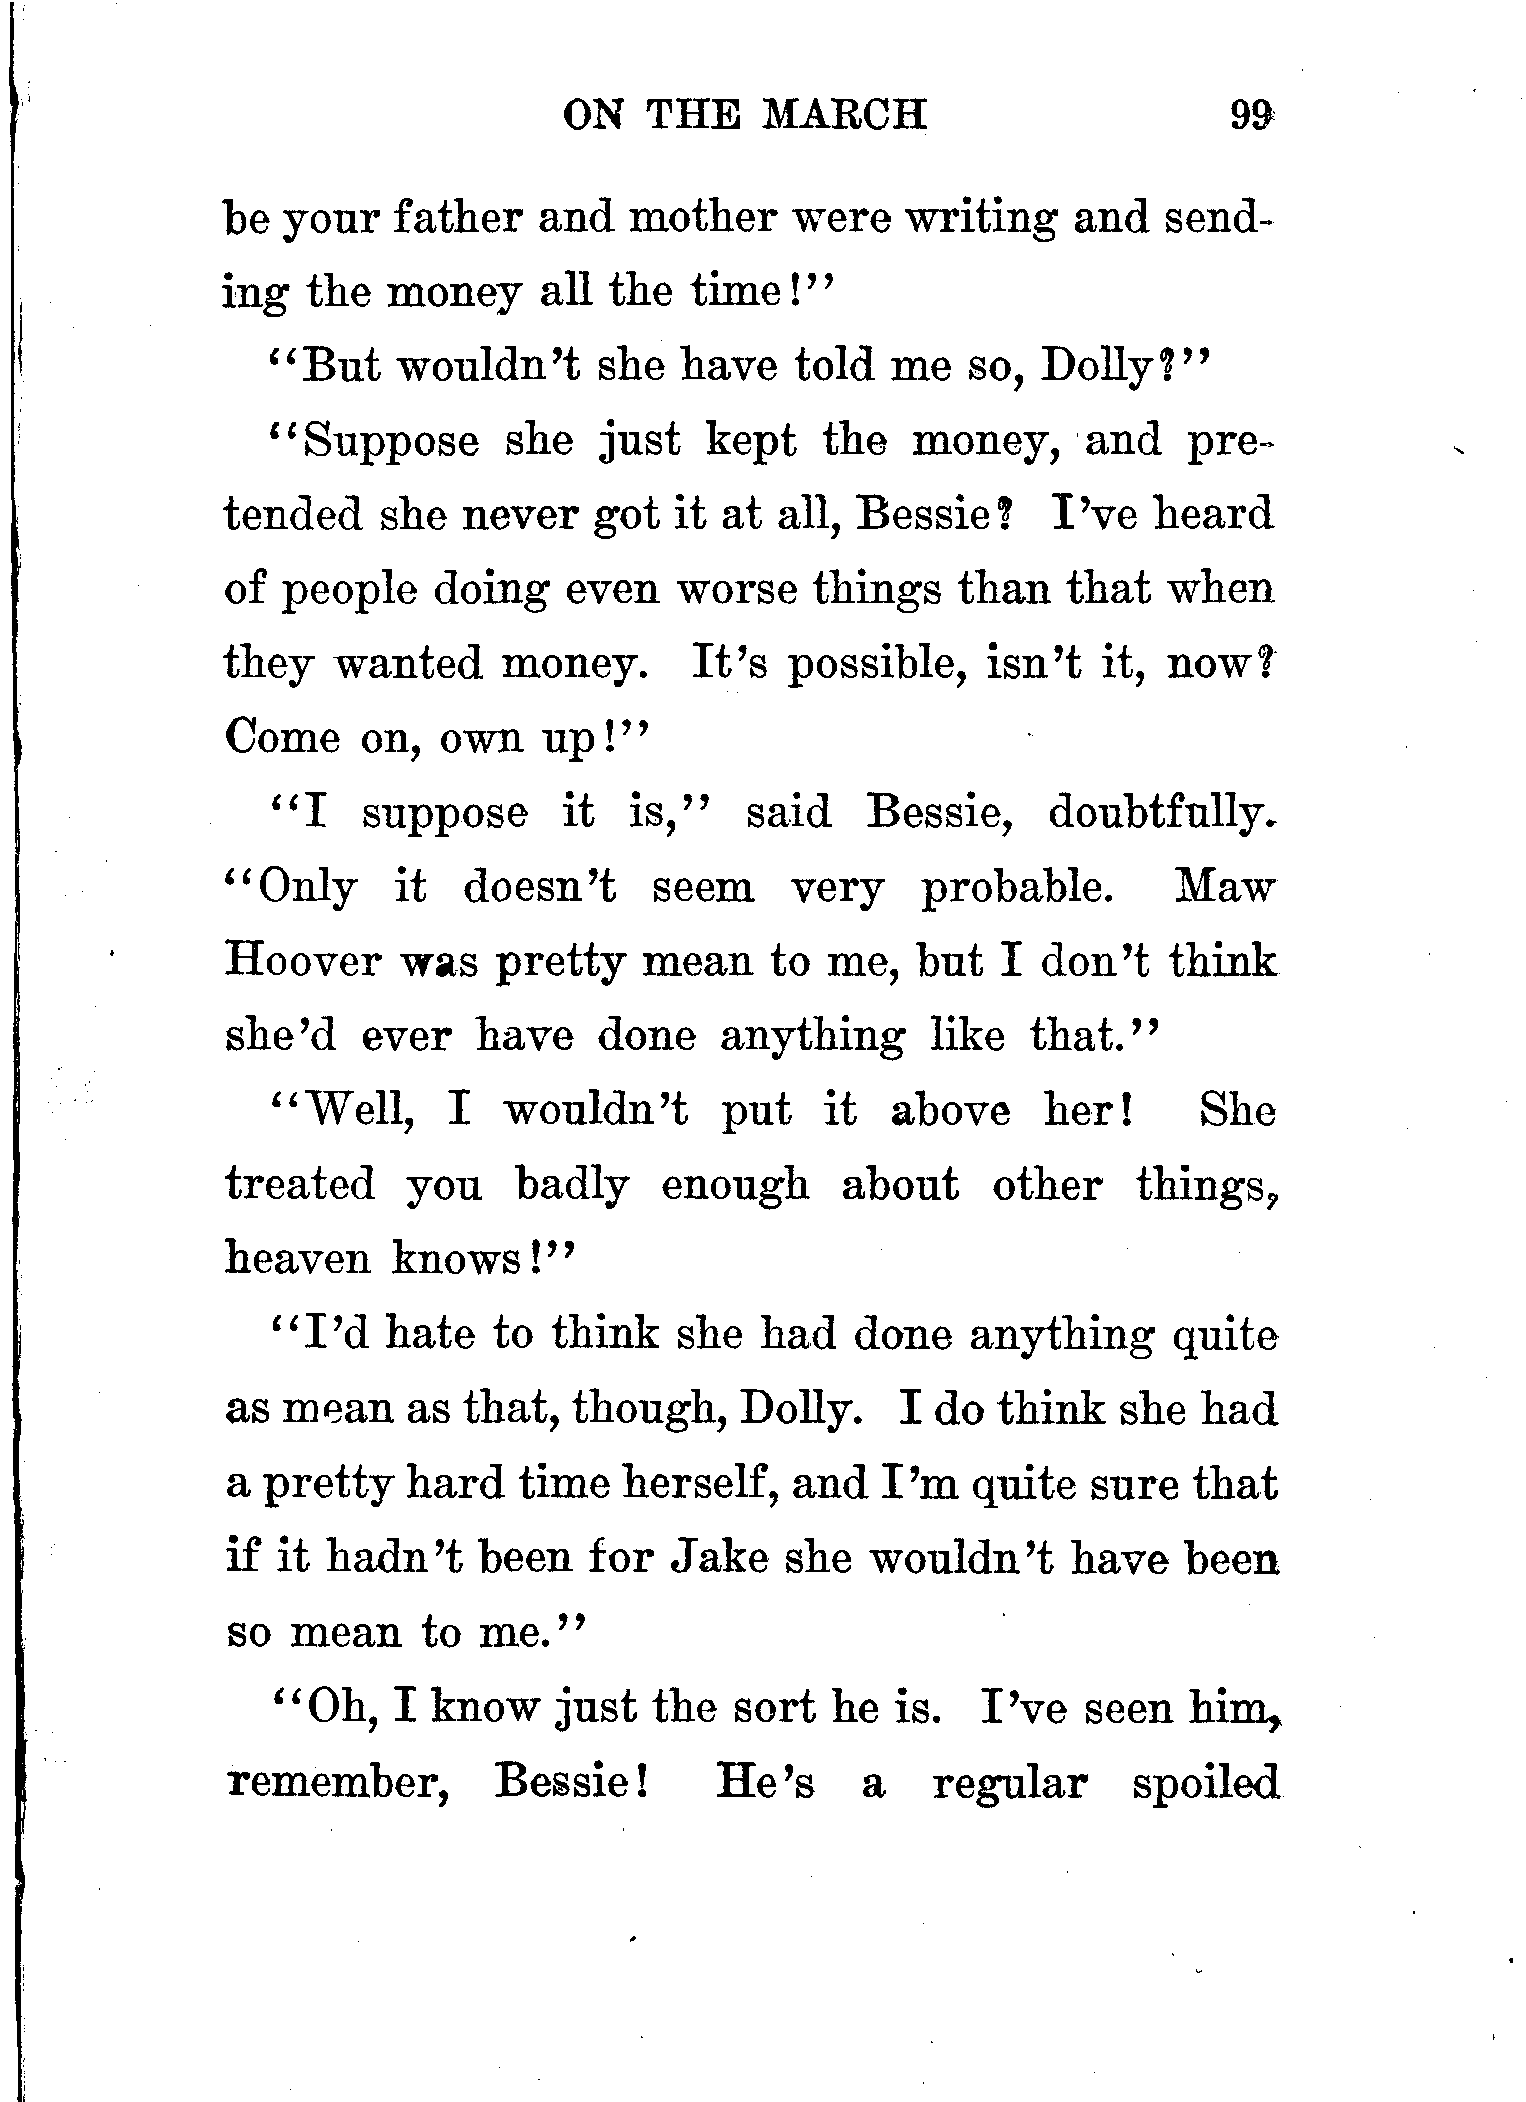 ON THE MARCH 99
be your father and mother were writing and send-
ing the money all the time!"
"But wouldn't she have told me so, Dolly?"
"Suppose she just kept the money, and pre-
tended she never got it at all, Bessie? I've heard
of people doing even worse things than that when
they wanted money. It's possible, isn't it, now?
Come on, own up!"
"I suppose it is," said Bessie, doubtfully.
"Only it doesn't seem very probable. Maw
Hoover was pretty mean to me, but I don't think
she'd ever have done anything like that."
"Well, I wouldn't put it above her! She
treated you badly enough about other things,
heaven knows!"
"I'd hate to think she had done anything quite
as mean as that, though, Dolly. I do think she had
a pretty hard time herself, and I'm quite sure that
if it hadn't been for Jake she wouldn't have been
so mean to me."
"Oh, I know just the sort he is. I've seen him,
remember, Bessie! He's a regular spoiled